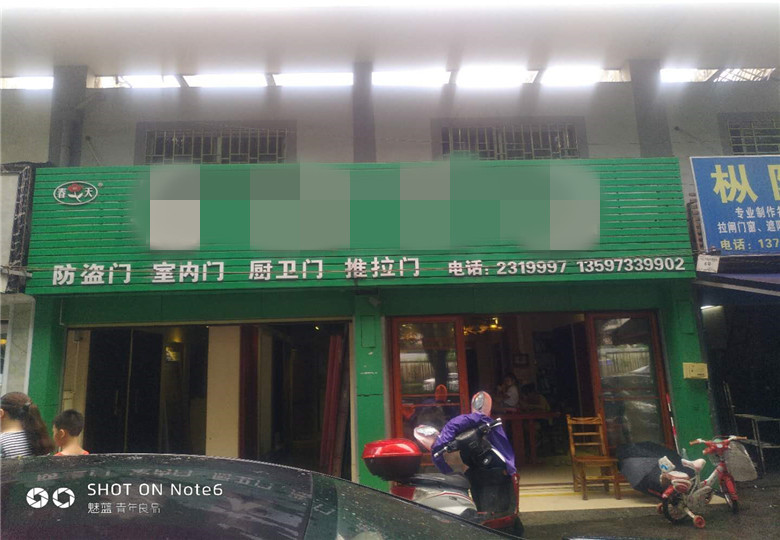 喜天
防盗门 室内门 厨卫门 推拉门 电话:2319997 13597339902
专业制作
拉闸门窗、遮阳
电话:137
SHOT ON Note6
魅蓝 青年良品